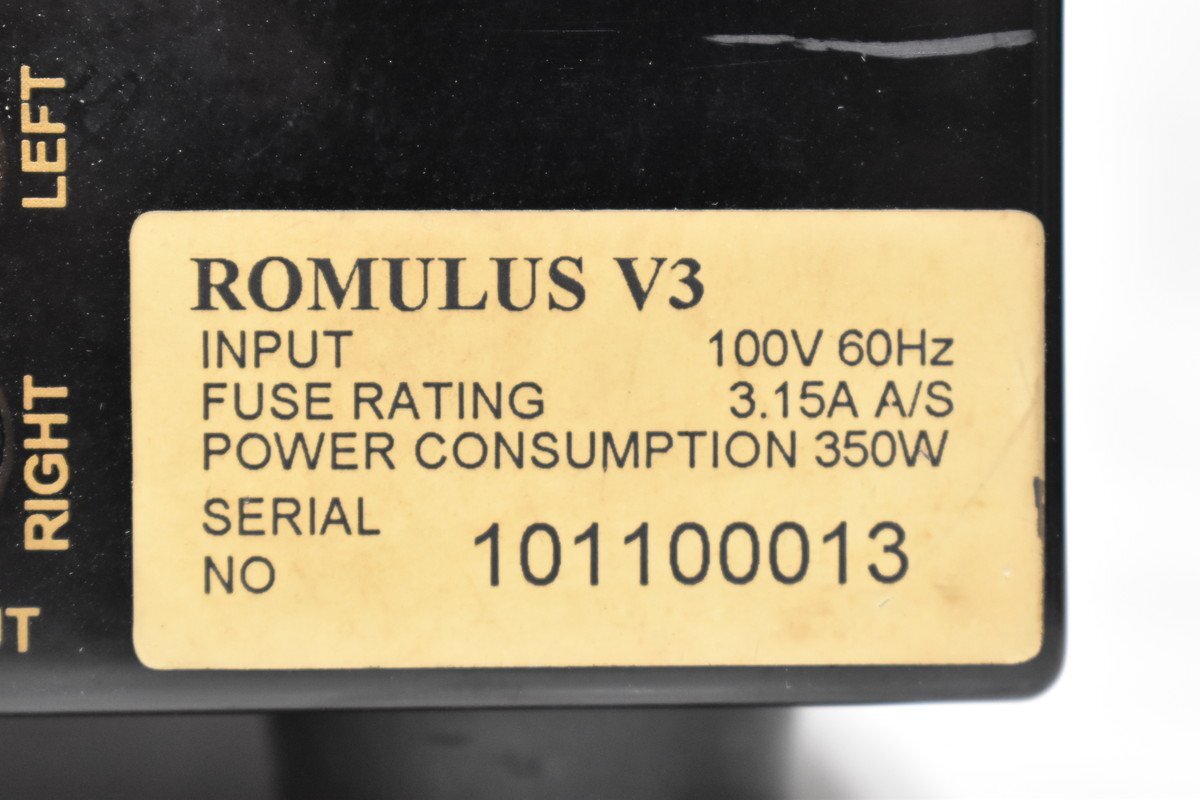 LEFT
RIGHT
ROMULUS V3
INPUT 100V 60Hz
FUSE RATING 3.15A A/S
POWER CONSUMPTION 350W
SERIAL
NO 101100013